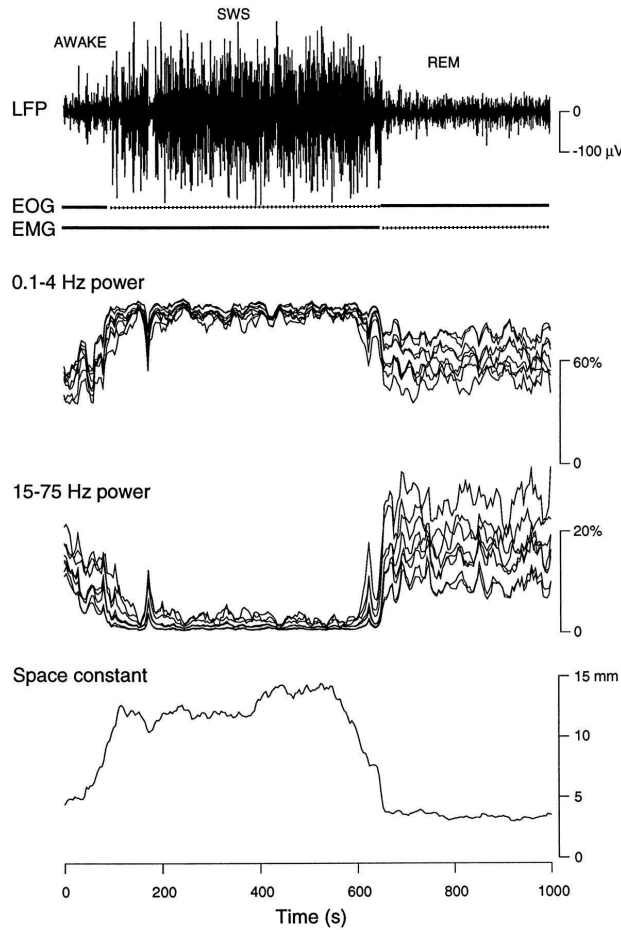 SWS
AWAKE
REM
LFP
0
-100 µV
EOG
EMG
0.1-4 Hz power
60%
0
15-75 Hz power
20%
0
Space constant
15 mm
10
5
0
0 200 400 600 800 1000
Time (s)